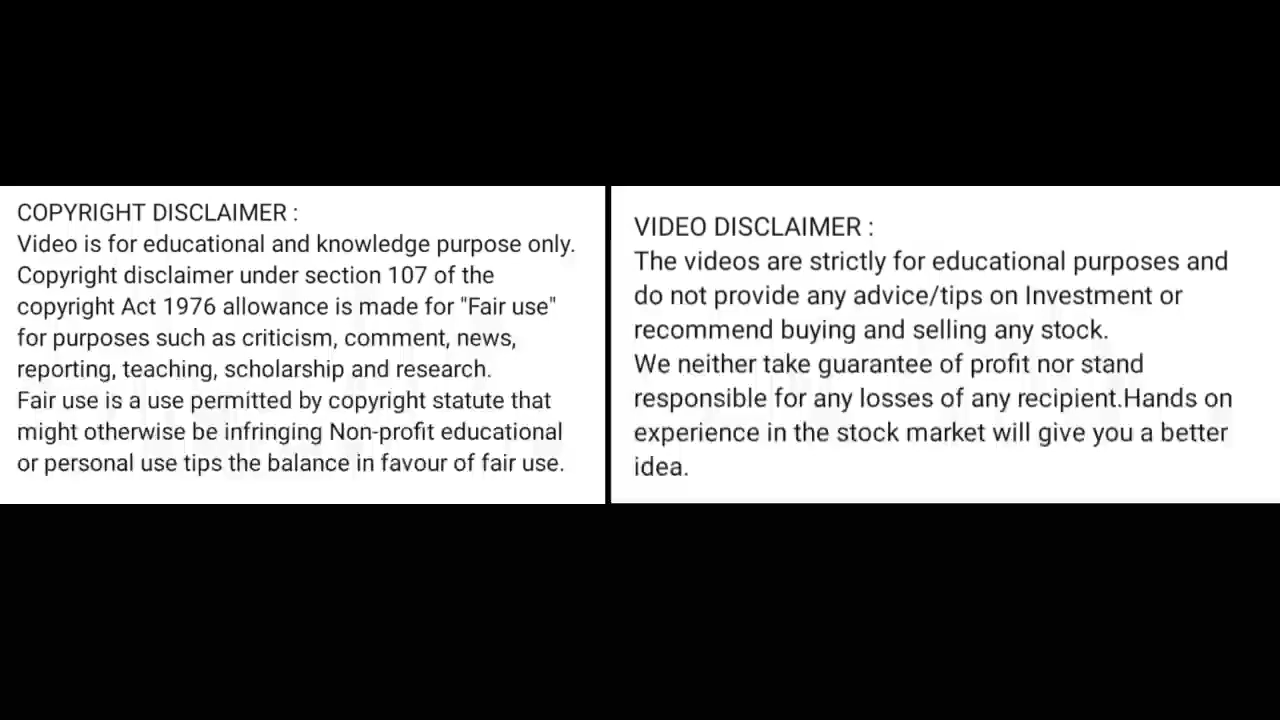 COPYRIGHT DISCLAIMER :
Video is for educational and knowledge purpose only.
Copyright disclaimer under section 107 of the
copyright Act 1976 allowance is made for "Fair use"
for purposes such as criticism, comment, news,
reporting, teaching, scholarship and research.
Fair use is a use permitted by copyright statute that
might otherwise be infringing Non-profit educational
or personal use tips the balance in favour of fair use.
VIDEO DISCLAIMER :
The videos are strictly for educational purposes and
do not provide any advice/tips on Investment or
recommend buying and selling any stock.
We neither take guarantee of profit nor stand
responsible for any losses of any recipient.Hands on
experience in the stock market will give you a better
idea.